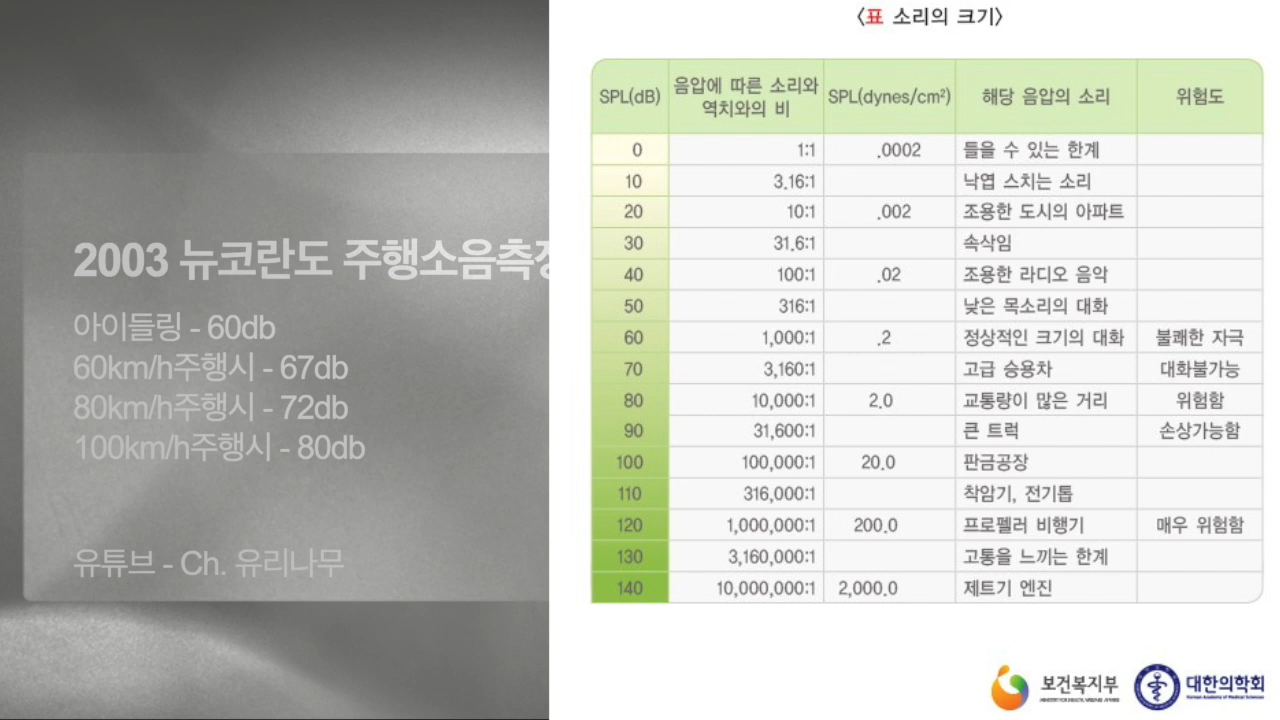 2003 뉴코란도 주행소음측정
아이들링 - 60db
60km/h주행시 - 67db
80km/h주행시 - 72db
100km/h주행시 - 80db
유튜브 - Ch. 유리나무
〈표 소리의 크기〉
SPL(dB) 음압에 따른 소리와 역치와의 비 SPL(dynes/cm²) 해당 음압의 소리 위험도
0 1:1 .0002 들을 수 있는 한계
10 3.16:1 낙엽 스치는 소리
20 10:1 .002 조용한 도시의 아파트
30 31.6:1 속삭임
40 100:1 .02 조용한 라디오 음악
50 316:1 낮은 목소리의 대화
60 1,000:1 .2 정상적인 크기의 대화 불쾌한 자극
70 3,160:1 고급 승용차 대화불가능
80 10,000:1 2.0 교통량이 많은 거리 위험함
90 31,600:1 큰 트럭 손상가능함
100 100,000:1 20.0 판금공장
110 316,000:1 착암기, 전기톱
120 1,000,000:1 200.0 프로펠러 비행기 매우 위험함
130 3,160,000:1 고통을 느끼는 한계
140 10,000,000:1 2,000.0 제트기 엔진
보건복지부
대한의학회